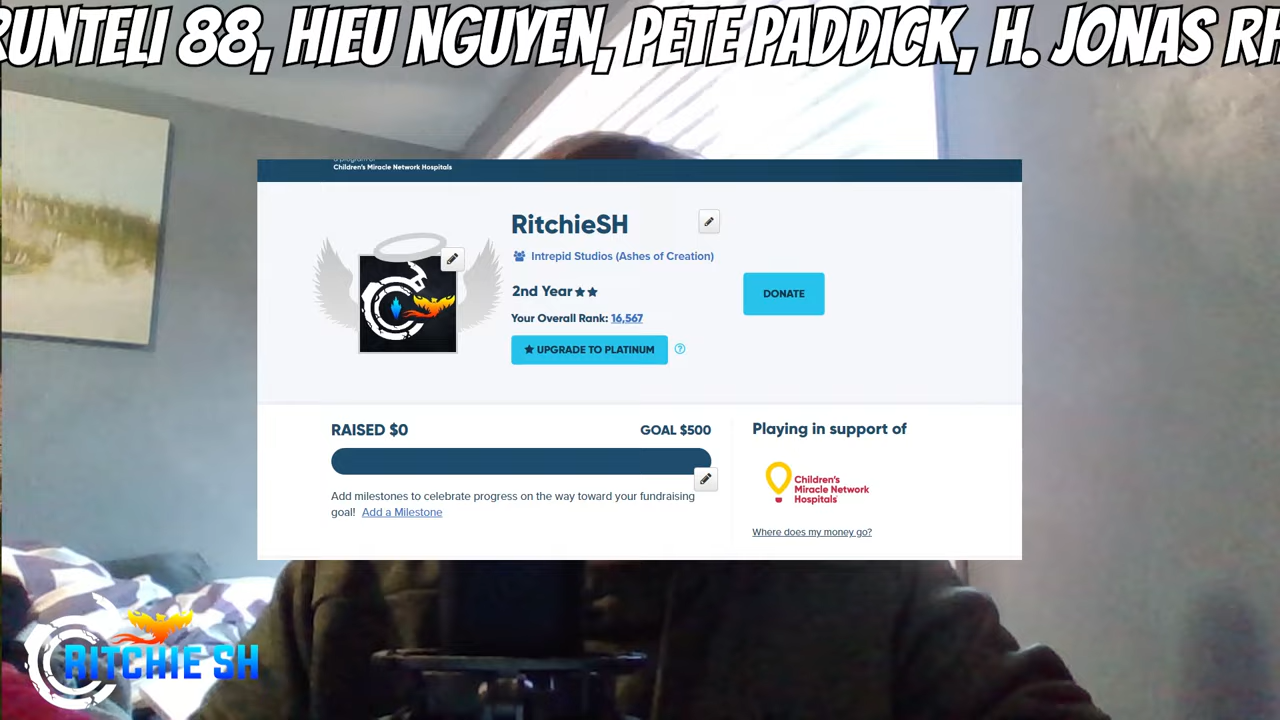 RUNTELI 88, HIEU NGUYEN, PETE PADDICK, H. JONAS RH
Children's Miracle Network Hospitals
RitchieSH
Intrepid Studios (Ashes of Creation)
2nd Year
DONATE
Your Overall Rank: 16,567
UPGRADE TO PLATINUM
RAISED $0
GOAL $500
Add milestones to celebrate progress on the way toward your fundraising
goal! Add a Milestone
Playing in support of
Children's
Miracle Network
Hospitals
Where does my money go?
RITCHIE SH